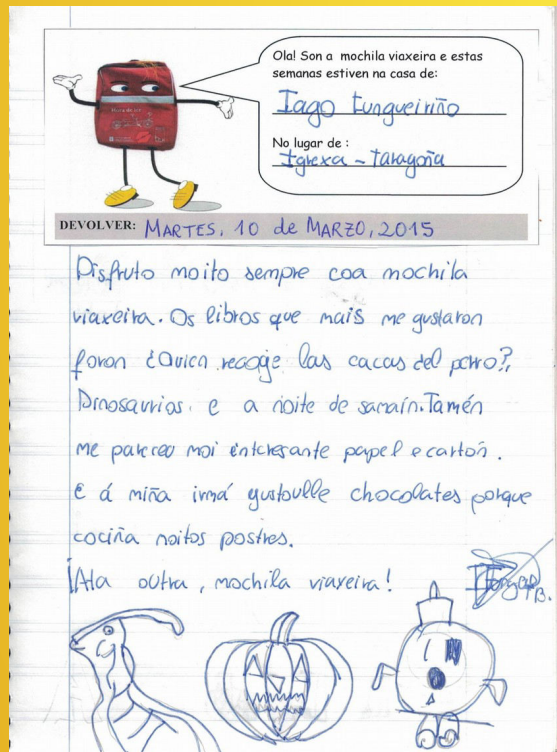 Ola! Son a mochila viaxeira e estas
semanas estiven na casa de:
Iago Lungueiriño
No lugar de :
Igrexa - Taragoña
DEVOLVER: MARTES, 10 de MARZO, 2015
Disfruto moito sempre coa mochila
viaxeira. Os libros que mais me gustaron
foron ¿Quien recoge las cacas del perro?,
Dinosaurios. e a noite de samaín. Tamén
me pareceu moi interesante papel e cartón.
E á miña irmá gustoulle chocolates porque
cociña moitos postres.
¡Ata outra, mochila viaxeira!